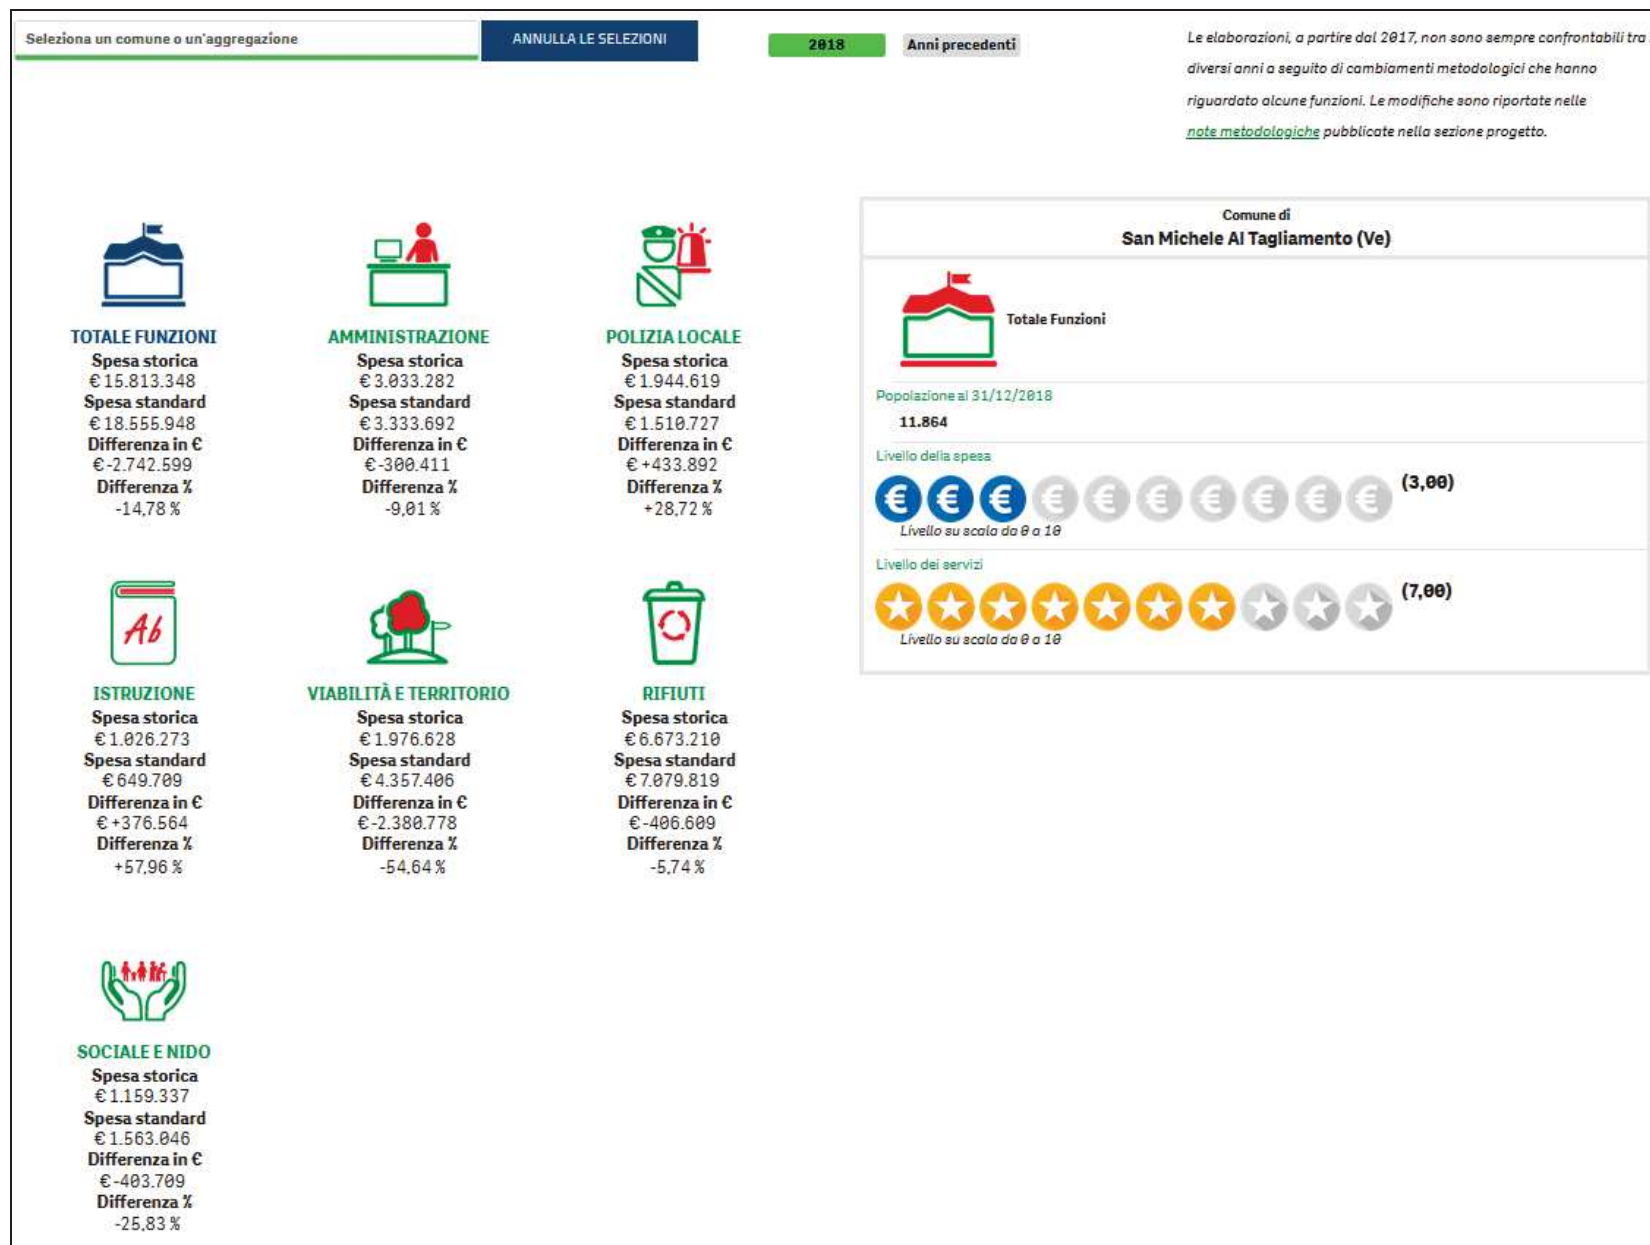 Seleziona un comune o un'aggregazione
ANNULLA LE SELEZIONI
2018
Anni precedenti
Le elaborazioni, a partire dal 2017, non sono sempre confrontabili tra
diversi anni a seguito di cambiamenti metodologici che hanno
riguardato alcune funzioni. Le modifiche sono riportate nelle
note metodologiche pubblicate nella sezione progetto.
TOTALE FUNZIONI
Spesa storica
€ 15.813.348
Spesa standard
€ 18.555.948
Differenza in €
€ -2.742.599
Differenza %
-14,78 %
AMMINISTRAZIONE
Spesa storica
€ 3.033.282
Spesa standard
€ 3.333.692
Differenza in €
€ -300.411
Differenza %
-9,01 %
POLIZIA LOCALE
Spesa storica
€ 1.944.619
Spesa standard
€ 1.510.727
Differenza in €
€ +433.892
Differenza %
+28,72 %
Ab
ISTRUZIONE
Spesa storica
€ 1.026.273
Spesa standard
€ 649.709
Differenza in €
€ +376.564
Differenza %
+57,96 %
VIABILITÀ E TERRITORIO
Spesa storica
€ 1.976.628
Spesa standard
€ 4.357.406
Differenza in €
€ -2.380.778
Differenza %
-54,64 %
RIFIUTI
Spesa storica
€ 6.673.210
Spesa standard
€ 7.079.819
Differenza in €
€ -406.609
Differenza %
-5,74 %
SOCIALE E NIDO
Spesa storica
€ 1.159.337
Spesa standard
€ 1.563.046
Differenza in €
€ -403.709
Differenza %
-25,83 %
Comune di
San Michele Al Tagliamento (Ve)
Totale Funzioni
Popolazione al 31/12/2018
11.864
Livello della spesa
€ € € € € € € € € € (3,00)
Livello su scala da 0 a 10
Livello dei servizi
(7,00)
Livello su scala da 0 a 10